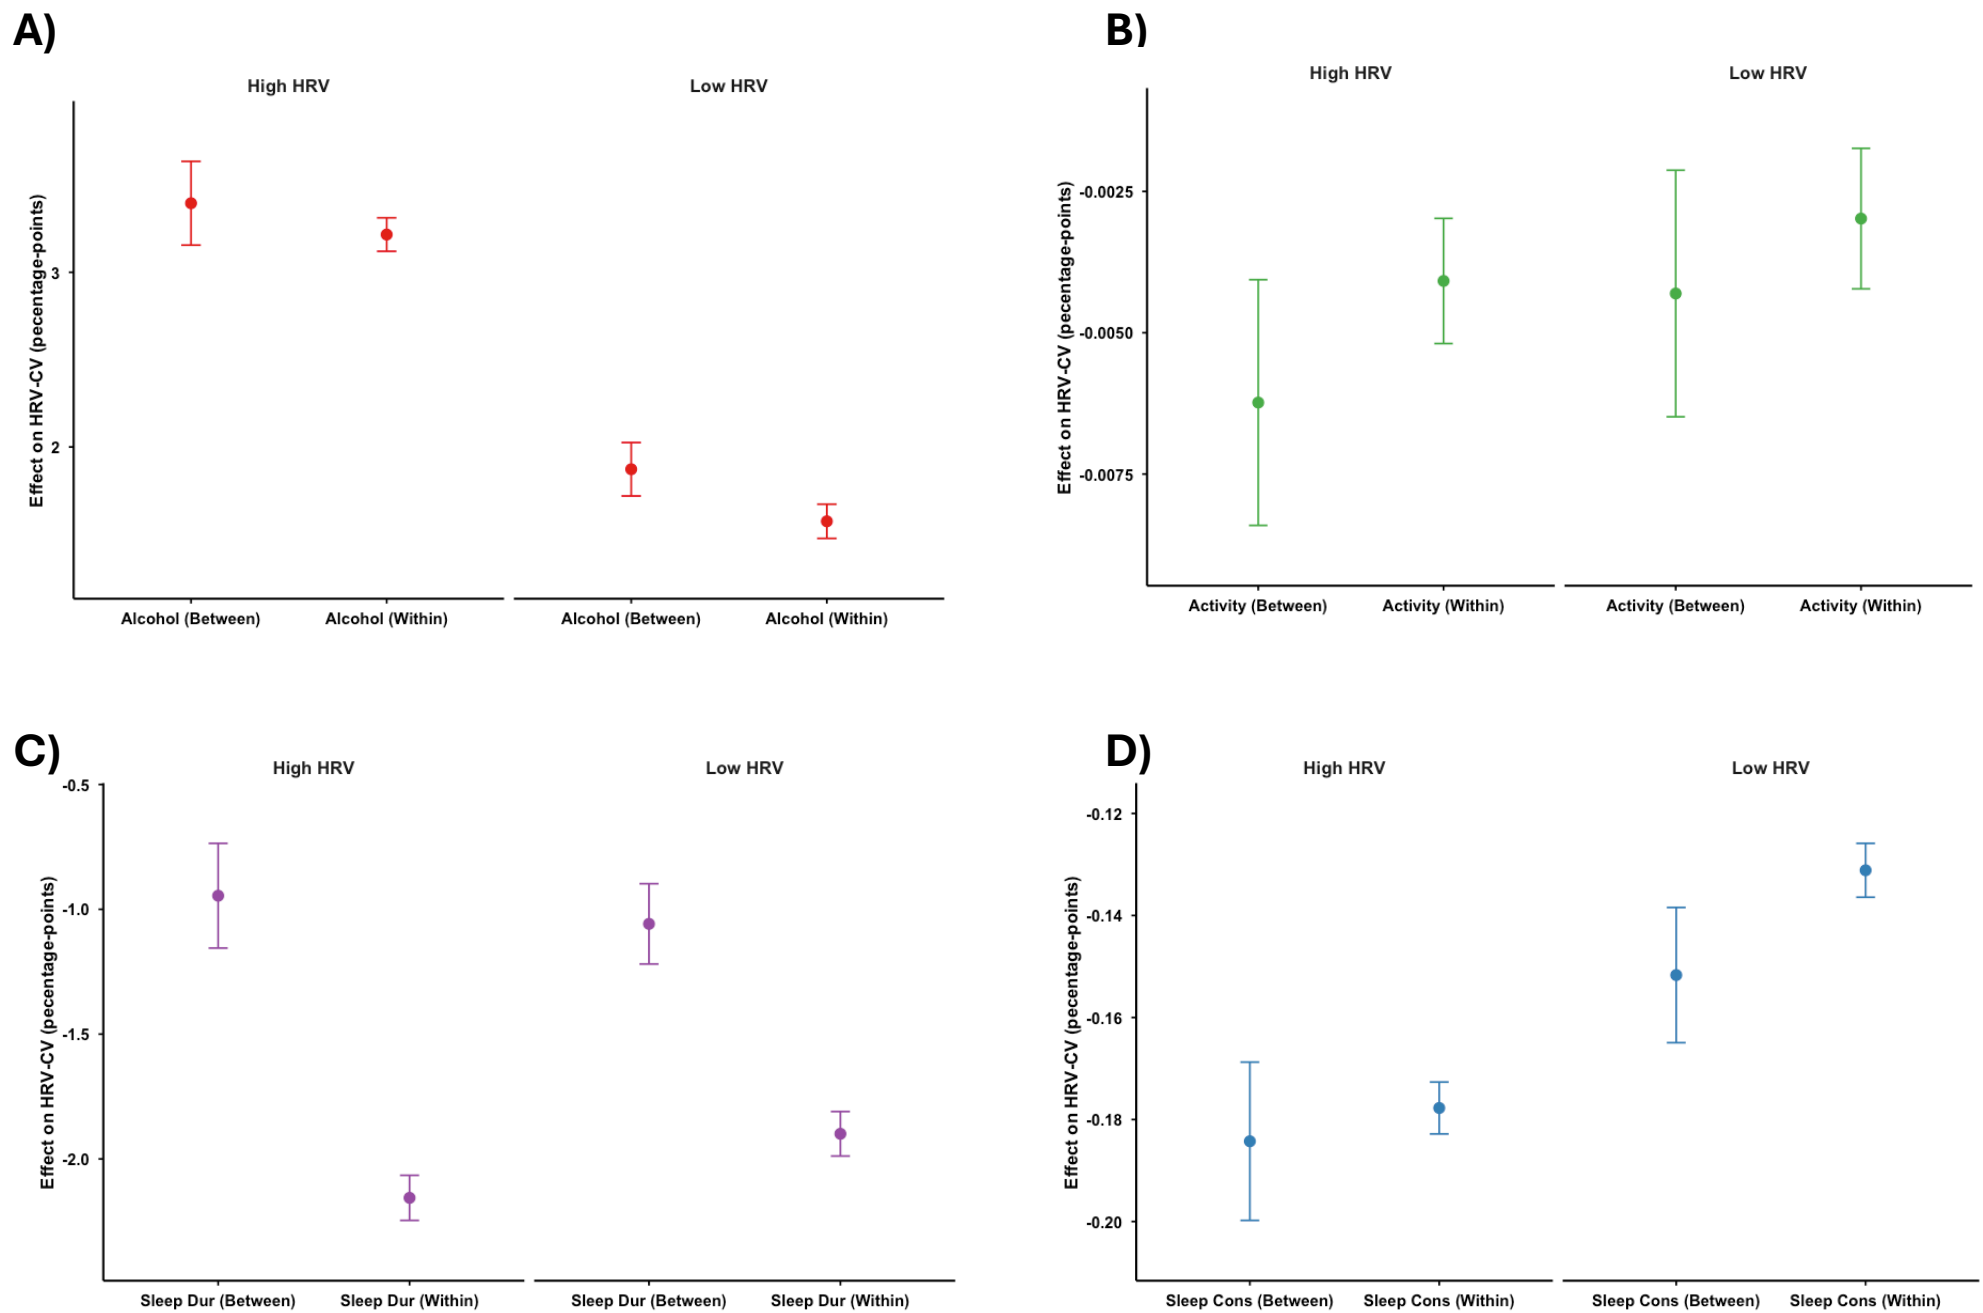 A)
High HRV
Low HRV
Effect on HRV-CV (pecentage-points)
3
2
Alcohol (Between)
Alcohol (Within)
Alcohol (Between)
Alcohol (Within)
B)
High HRV
Low HRV
Effect on HRV-CV (pecentage-points)
-0.0025
-0.0050
-0.0075
Activity (Between)
Activity (Within)
Activity (Between)
Activity (Within)
C)
High HRV
Low HRV
Effect on HRV-CV (pecentage-points)
-0.5
-1.0
-1.5
-2.0
Sleep Dur (Between)
Sleep Dur (Within)
Sleep Dur (Between)
Sleep Dur (Within)
D)
High HRV
Low HRV
Effect on HRV-CV (pecentage-points)
-0.12
-0.14
-0.16
-0.18
-0.20
Sleep Cons (Between)
Sleep Cons (Within)
Sleep Cons (Between)
Sleep Cons (Within)